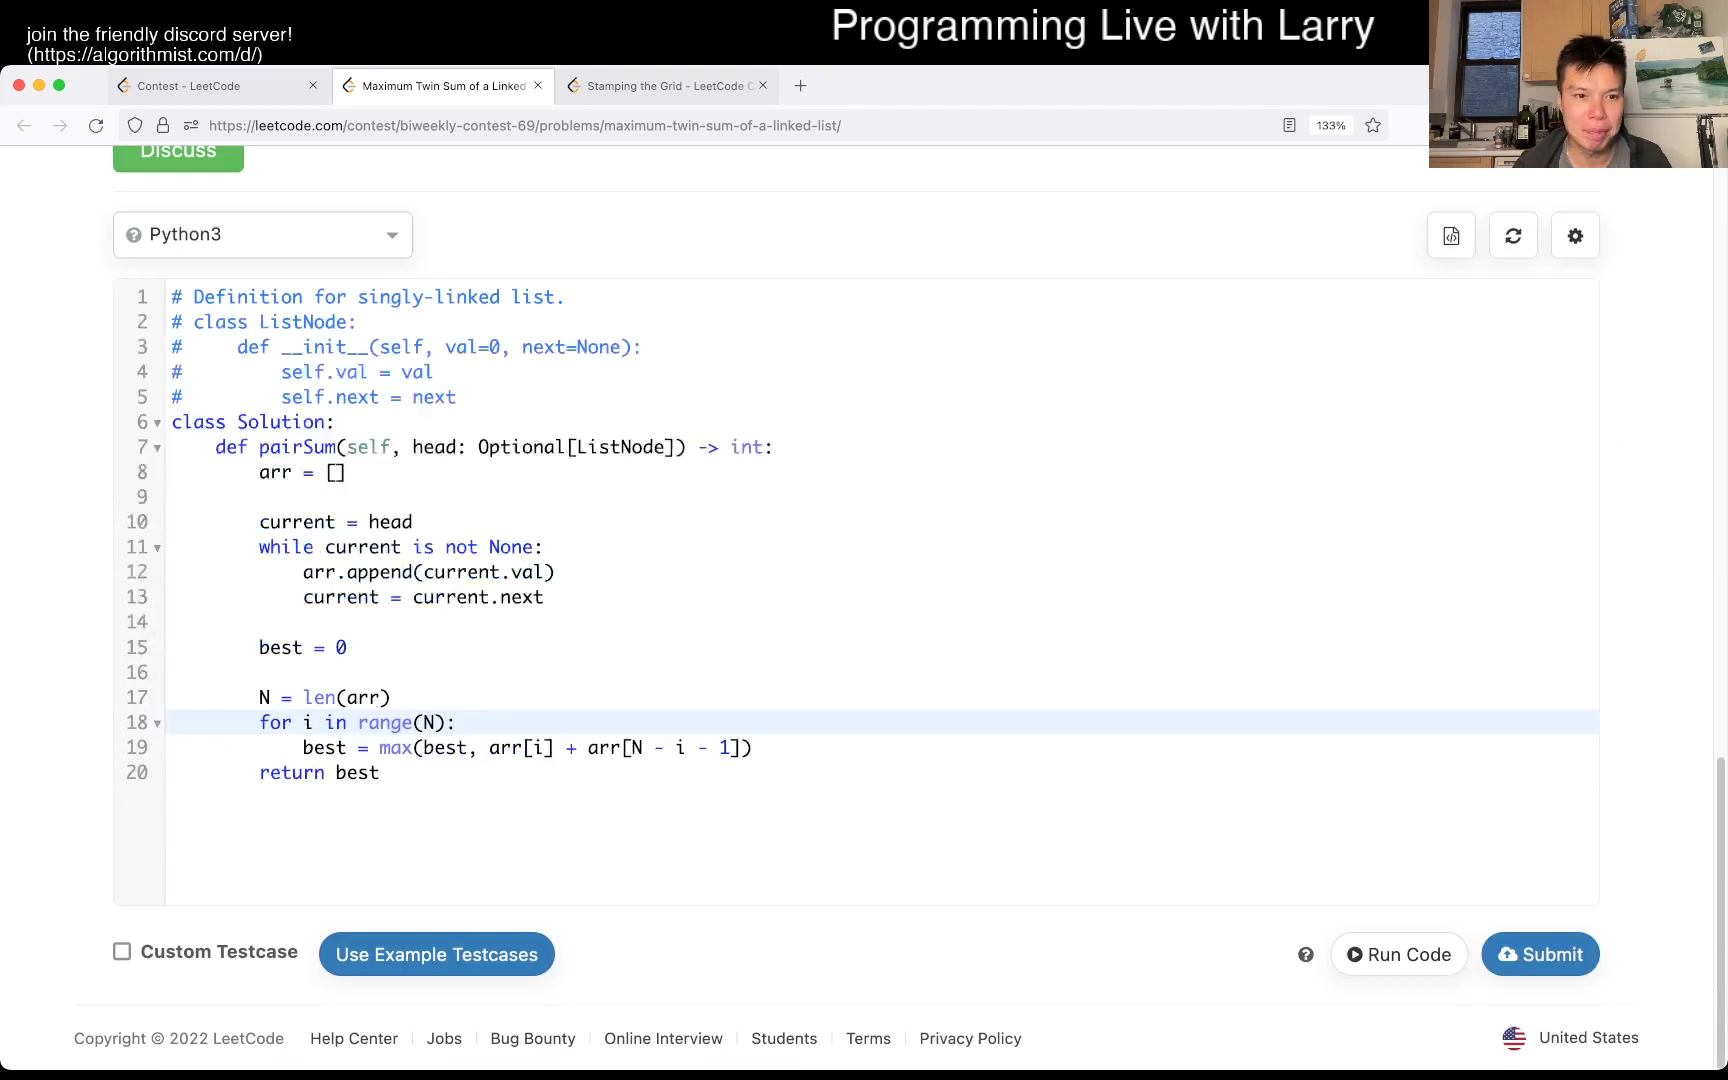 join the friendly discord server!
(https://algorithmist.com/d/)
Programming Live with Larry
Contest - LeetCode
Maximum Twin Sum of a Linked
Stamping the Grid - LeetCode C
https://leetcode.com/contest/biweekly-contest-69/problems/maximum-twin-sum-of-a-linked-list/
133%
Discuss
Python3
1 # Definition for singly-linked list.
2 # class ListNode:
3 #     def __init__(self, val=0, next=None):
4 #         self.val = val
5 #         self.next = next
6 class Solution:
7     def pairSum(self, head: Optional[ListNode]) -> int:
8         arr = []
9
10         current = head
11         while current is not None:
12             arr.append(current.val)
13             current = current.next
14
15         best = 0
16
17         N = len(arr)
18         for i in range(N):
19             best = max(best, arr[i] + arr[N - i - 1])
20         return best
Custom Testcase
Use Example Testcases
Run Code
Submit
Copyright © 2022 LeetCode
Help Center
Jobs
Bug Bounty
Online Interview
Students
Terms
Privacy Policy
United States